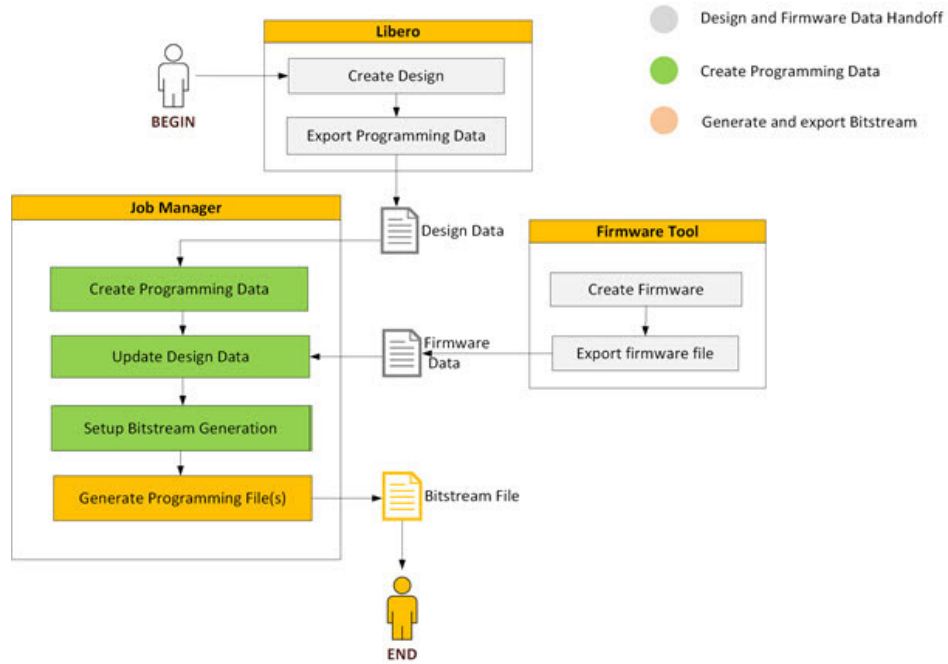 Libero
Create Design
Export Programming Data
BEGIN
Design and Firmware Data Handoff
Create Programming Data
Generate and export Bitstream
Job Manager
Design Data
Create Programming Data
Update Design Data
Setup Bitstream Generation
Generate Programming File(s)
Firmware Tool
Create Firmware
Export firmware file
Firmware
Data
Bitstream File
END